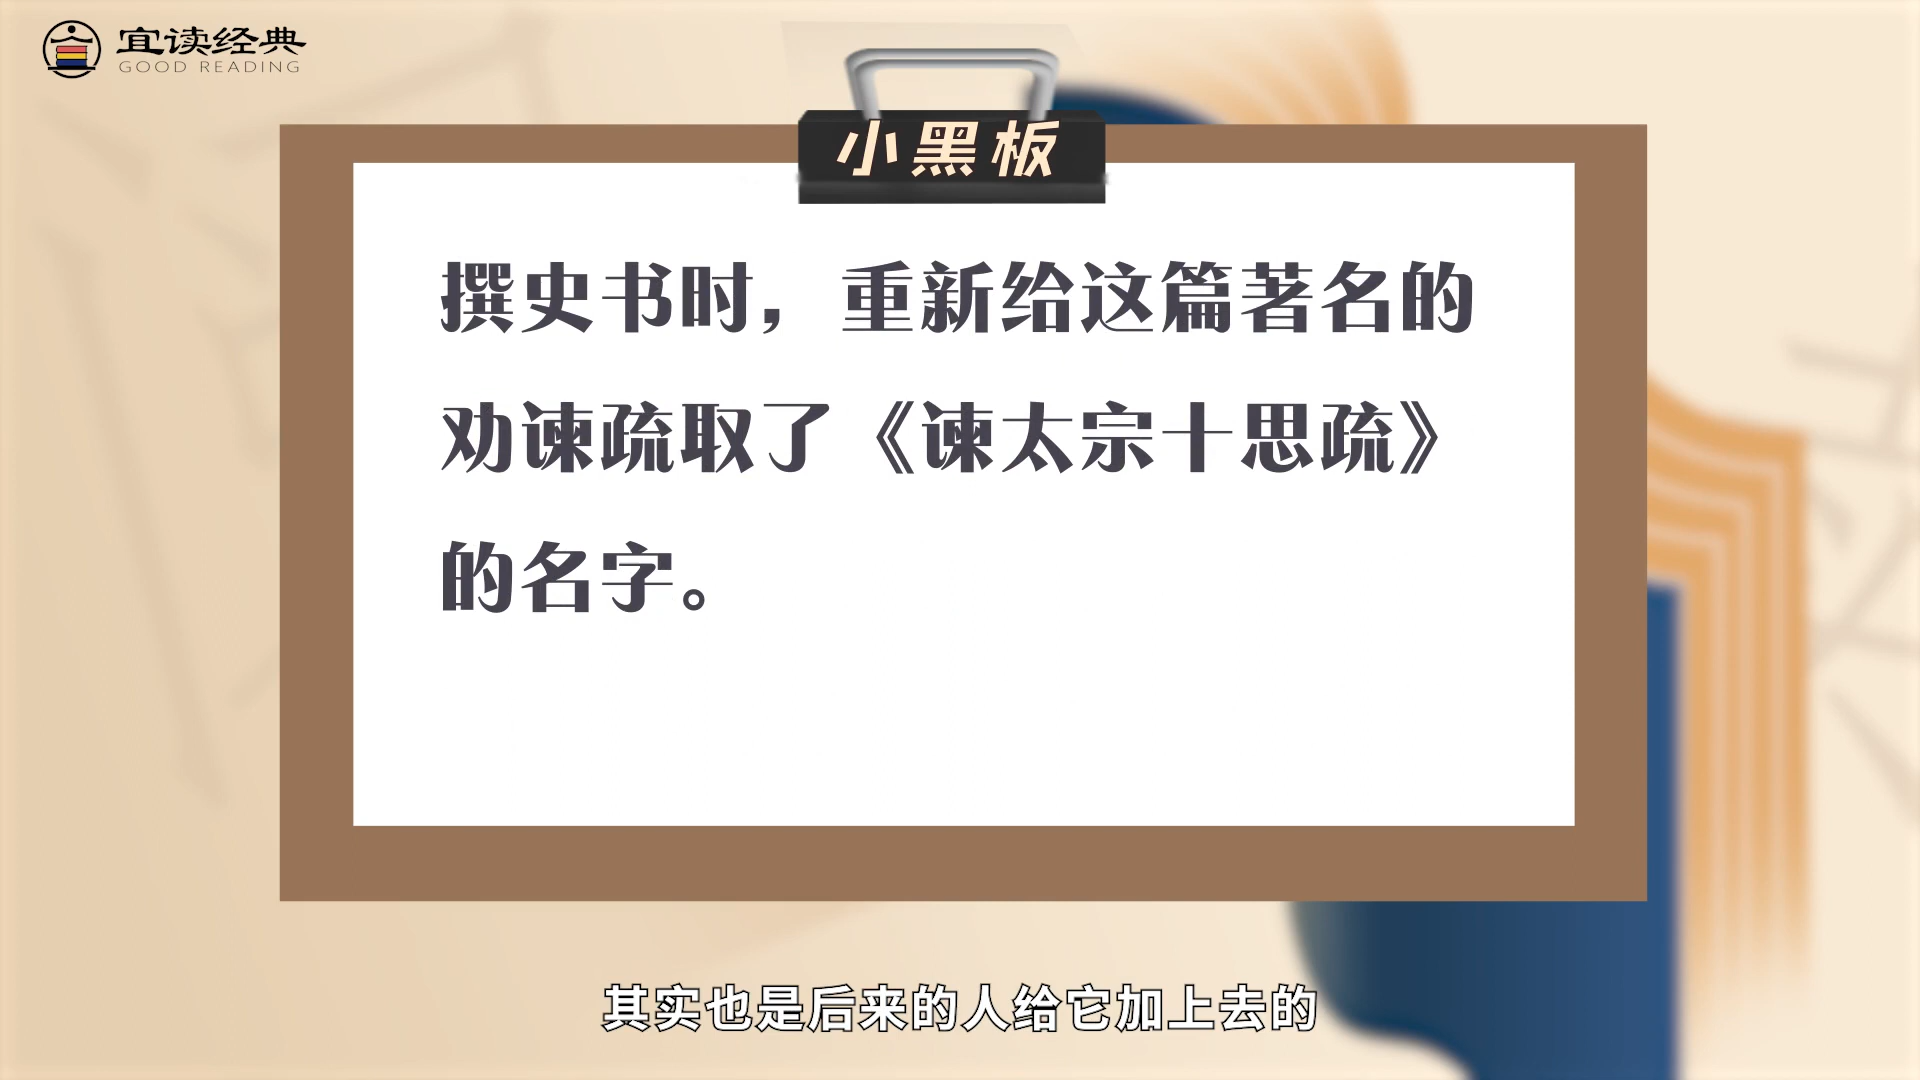 宜读经典
GOOD READING
小黑板
撰史书时，重新给这篇著名的
劝谏疏取了《谏太宗十思疏》
的名字。
其实也是后来的人给它加上去的